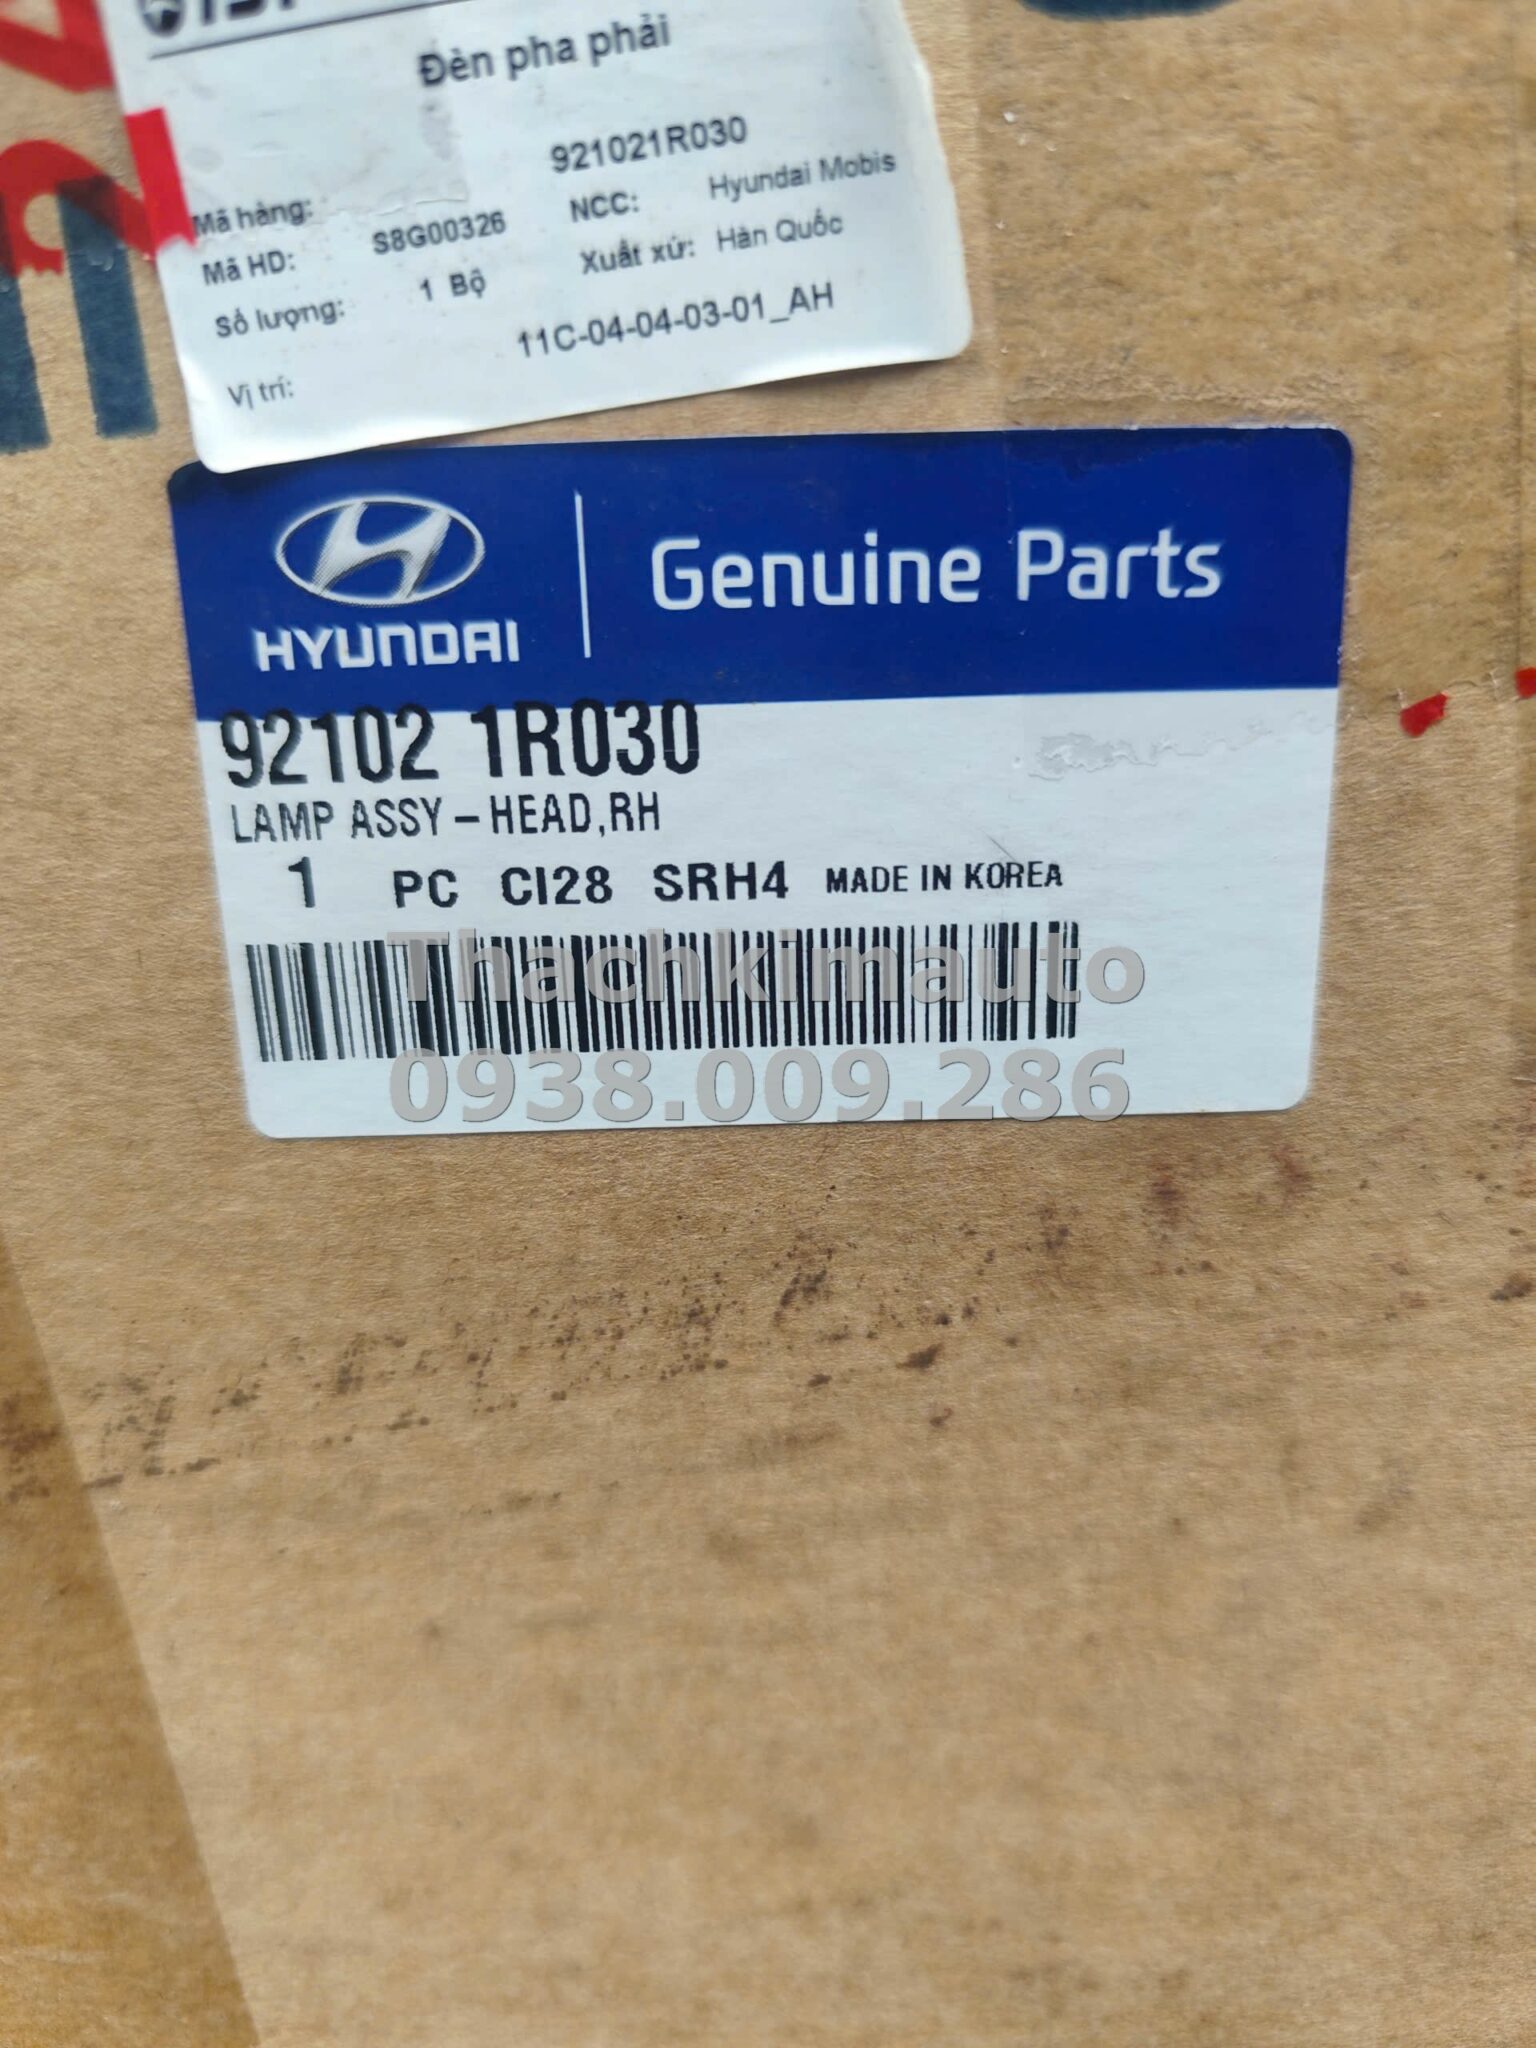 Đèn pha phải
921021R030
Mã hàng:
NCC: Hyundai Mobis
Mã HD: S8G00326
Xuất xứ: Hàn Quốc
Số lượng: 1 Bộ
11C-04-04-03-01_AH
Vị trí:
HYUNDAI
Genuine Parts
92102 1R030
LAMP ASSY-HEAD,RH
1 PC CI28 SRH4 MADE IN KOREA
Thachkimauto
0938.009.286